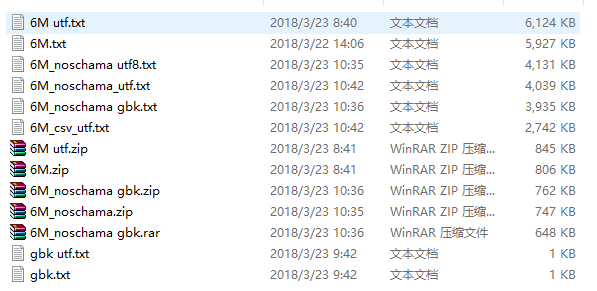 6M utf.txt 2018/3/23 8:40 文本文档 6,124 KB
6M.txt 2018/3/22 14:06 文本文档 5,927 KB
6M_noschama utf8.txt 2018/3/23 10:35 文本文档 4,131 KB
6M_noschama_utf.txt 2018/3/23 10:42 文本文档 4,039 KB
6M_noschama gbk.txt 2018/3/23 10:36 文本文档 3,935 KB
6M_csv_utf.txt 2018/3/23 10:42 文本文档 2,742 KB
6M utf.zip 2018/3/23 8:41 WinRAR ZIP 压缩... 845 KB
6M.zip 2018/3/23 8:41 WinRAR ZIP 压缩... 806 KB
6M_noschama gbk.zip 2018/3/23 10:36 WinRAR ZIP 压缩... 762 KB
6M_noschama.zip 2018/3/23 10:35 WinRAR ZIP 压缩... 747 KB
6M_noschama gbk.rar 2018/3/23 10:36 WinRAR 压缩文件 648 KB
gbk utf.txt 2018/3/23 9:42 文本文档 1 KB
gbk.txt 2018/3/23 9:42 文本文档 1 KB